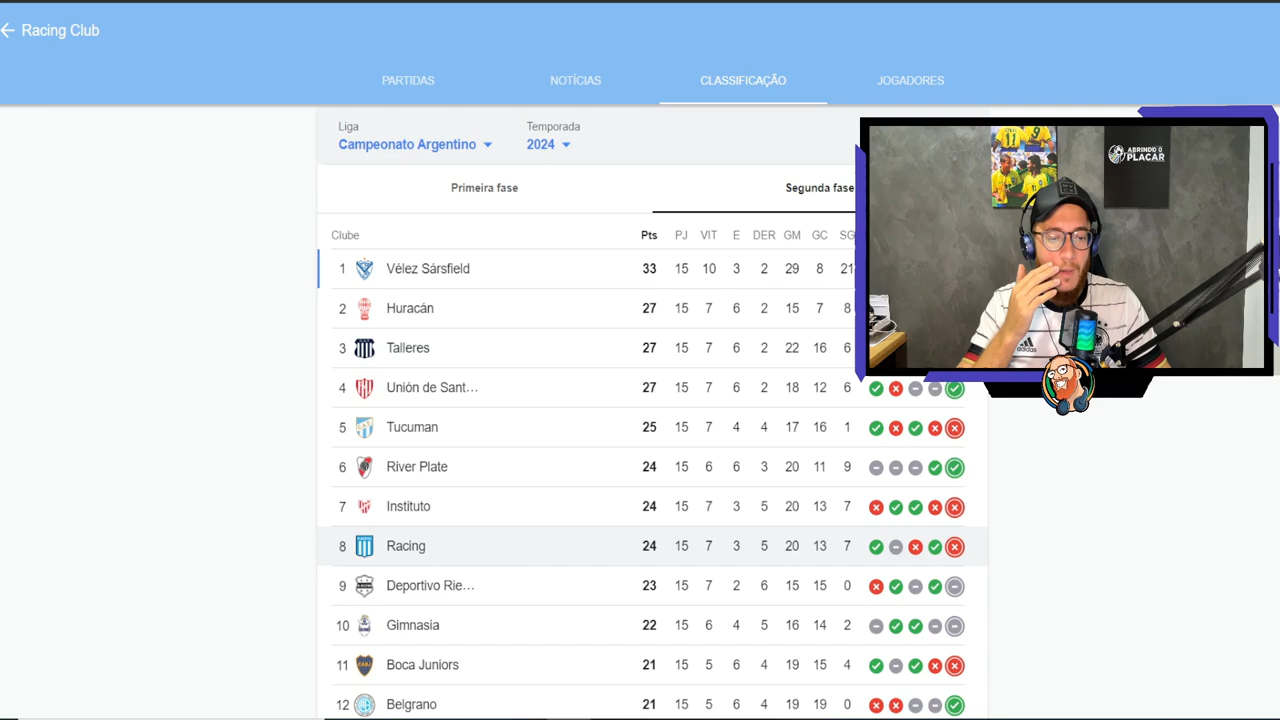 Racing Club
PARTIDAS NOTÍCIAS CLASSIFICAÇÃO JOGADORES
Liga Temporada
Campeonato Argentino 2024
Primeira fase Segunda fase
Clube Pts PJ VIT E DER GM GC SG
1 Vélez Sársfield 33 15 10 3 2 29 8 21
2 Huracán 27 15 7 6 2 15 7 8
3 Talleres 27 15 7 6 2 22 16 6
4 Unión de Sant... 27 15 7 6 2 18 12 6
5 Tucuman 25 15 7 4 4 17 16 1
6 River Plate 24 15 6 6 3 20 11 9
7 Instituto 24 15 7 3 5 20 13 7
8 Racing 24 15 7 3 5 20 13 7
9 Deportivo Rie... 23 15 7 2 6 15 15 0
10 Gimnasia 22 15 6 4 5 16 14 2
11 Boca Juniors 21 15 5 6 4 19 15 4
12 Belgrano 21 15 5 6 4 19 19 0
11 9
ABRINDO O
PLACAR
adidas